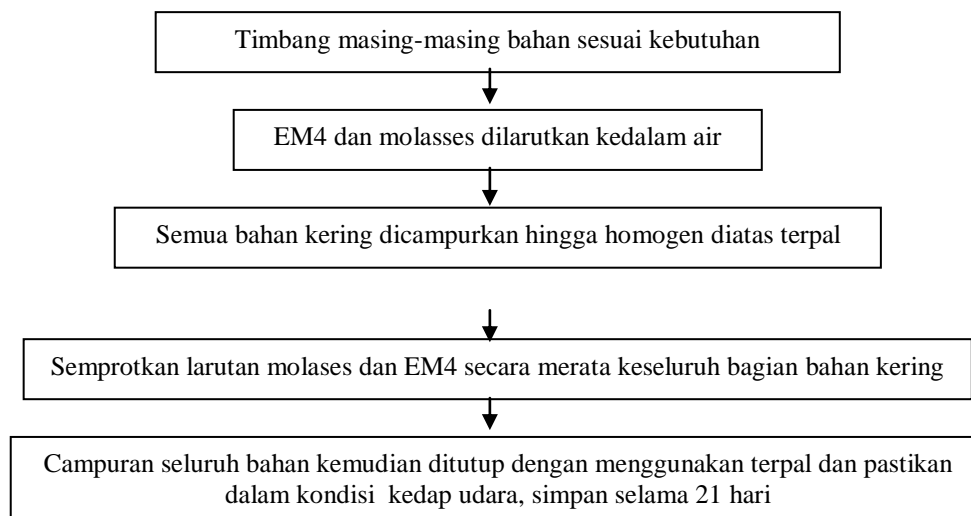 Timbang masing-masing bahan sesuai kebutuhan
EM4 dan molasses dilarutkan kedalam air
Semua bahan kering dicampurkan hingga homogen diatas terpal
Semprotkan larutan molases dan EM4 secara merata keseluruh bagian bahan kering
Campuran seluruh bahan kemudian ditutup dengan menggunakan terpal dan pastikan
dalam kondisi kedap udara, simpan selama 21 hari